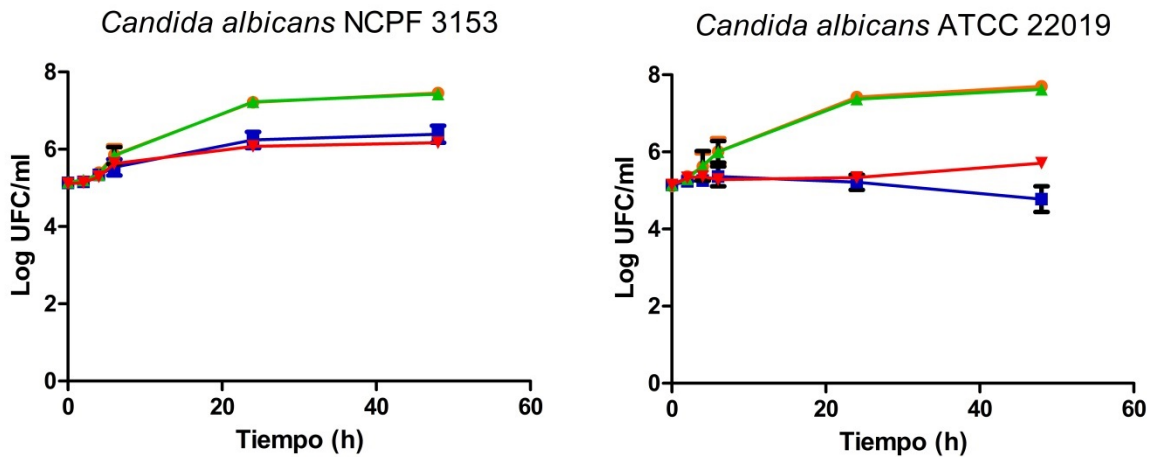 Candida albicans NCPF 3153
Log UFC/ml
8
6
4
2
0
0 20 40 60
Tiempo (h)
Candida albicans ATCC 22019
Log UFC/ml
8
6
4
2
0
0 20 40 60
Tiempo (h)